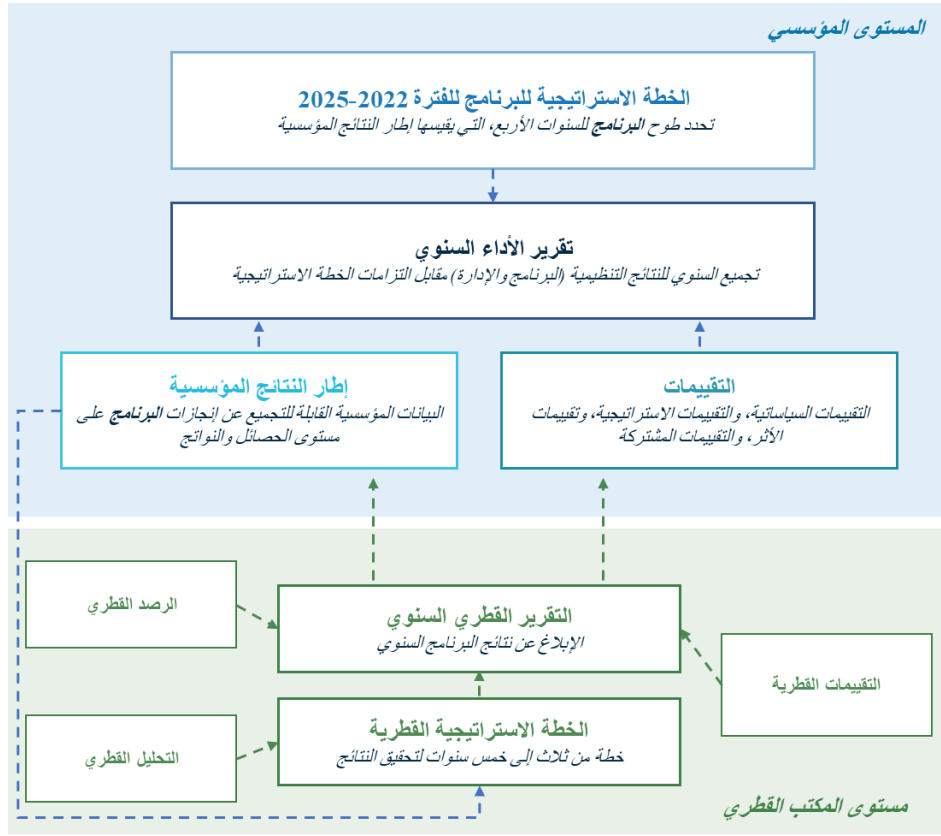 المستوى المؤسسي
الخطة الاستراتيجية للبرنامج للفترة 2022-2025
تحدد طوح البرنامج للسنوات الأربع، التي يقيسها إطار النتائج المؤسسية
تقرير الأداء السنوي
تجميع السنوي للنتائج التنظيمية (البرنامج والإدارة) مقابل التزامات الخطة الاستراتيجية
إطار النتائج المؤسسية
البيانات المؤسسية القابلة للتجميع عن إنجازات البرنامج على
مستوى الحصائل والنواتج
التقييمات
التقييمات السياساتية، والتقييمات الاستراتيجية، وتقييمات
الأثر، والتقييمات المشتركة
الرصد القطري
التقرير القطري السنوي
الإبلاغ عن نتائج البرنامج السنوي
التقييمات القطرية
التحليل القطري
الخطة الاستراتيجية القطرية
خطة من ثلاث إلى خمس سنوات لتحقيق النتائج
مستوى المكتب القطري